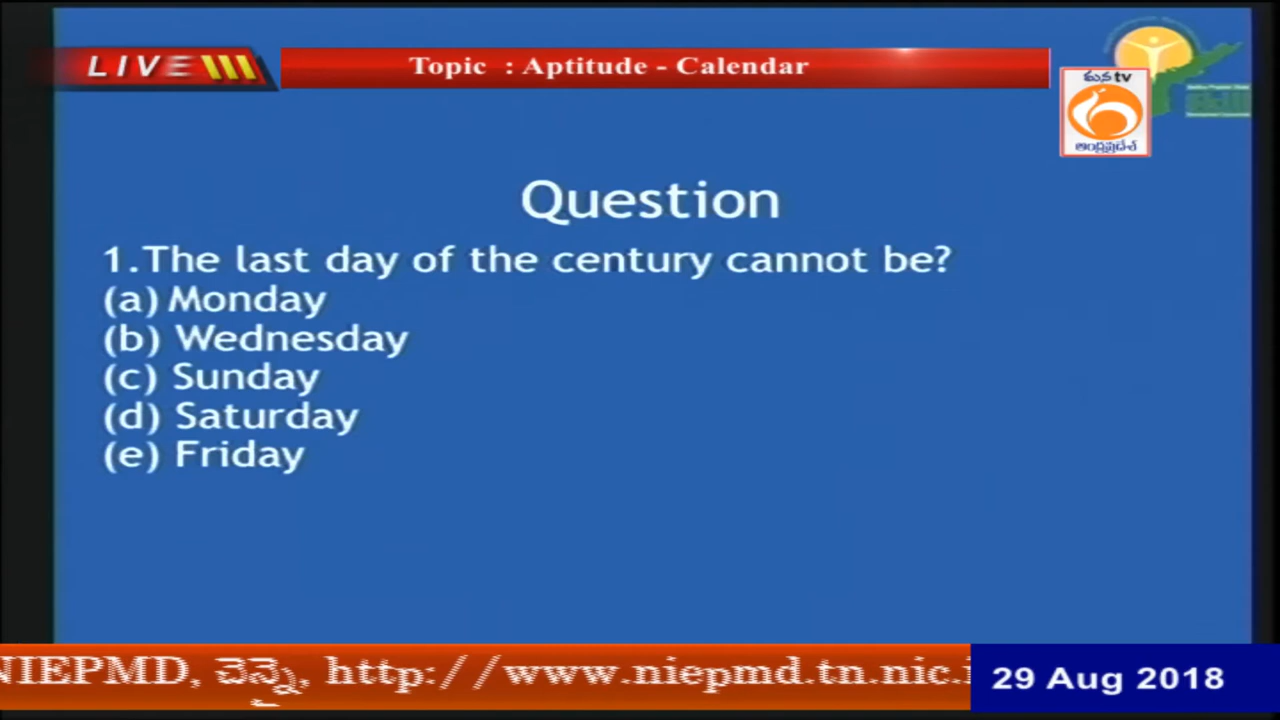 LIVE
Topic : Aptitude - Calendar
మన tv
ఆంధ్రప్రదేశ్
Question
1.The last day of the century cannot be?
(a) Monday
(b) Wednesday
(c) Sunday
(d) Saturday
(e) Friday
NIEPMD, చెన్నై, http://www.niepmd.tn.nic.i
29 Aug 2018